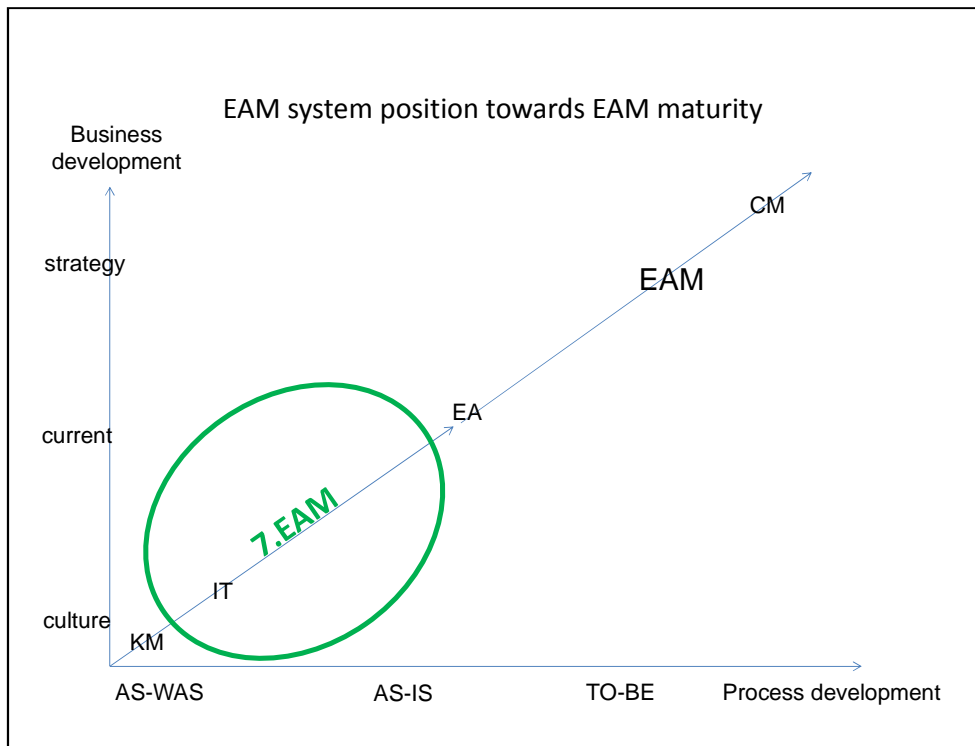 EAM system position towards EAM maturity
Business
development
CM
strategy
EAM
EA
current
7.EAM
IT
culture
KM
AS-WAS AS-IS TO-BE Process development